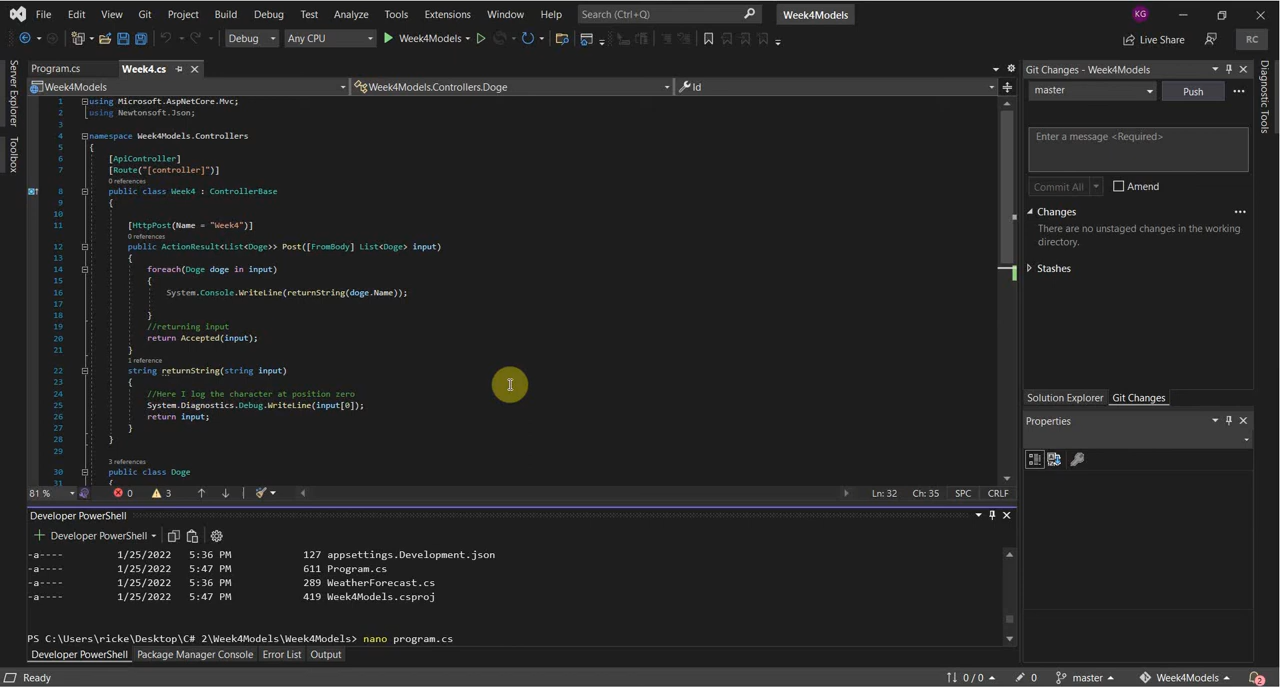 File Edit View Git Project Build Debug Test Analyze Tools Extensions Window Help Search (Ctrl+Q) Week4Models KG
Debug Any CPU Week4Models Live Share RC
Server Explorer
Toolbox
Program.cs Week4.cs
Week4Models Week4Models.Controllers.Doge Id
1 using Microsoft.AspNetCore.Mvc;
2 using Newtonsoft.Json;
3
4 namespace Week4Models.Controllers
5 {
6 [ApiController]
7 [Route("[controller]")]
0 references
8 public class Week4 : ControllerBase
9 {
10
11 [HttpPost(Name = "Week4")]
0 references
12 public ActionResult<List<Doge>> Post([FromBody] List<Doge> input)
13 {
14 foreach(Doge doge in input)
15 {
16 System.Console.WriteLine(returnString(doge.Name));
17
18 }
19 //returning input
20 return Accepted(input);
21 }
1 reference
22 string returnString(string input)
23 {
24 //Here I log the character at position zero
25 System.Diagnostics.Debug.WriteLine(input[0]);
26 return input;
27 }
28 }
29
3 references
30 public class Doge
31 {
81 % 0 3 Ln: 32 Ch: 35 SPC CRLF
Developer PowerShell
Developer PowerShell
-a---- 1/25/2022 5:36 PM 127 appsettings.Development.json
-a---- 1/25/2022 5:47 PM 611 Program.cs
-a---- 1/25/2022 5:36 PM 289 WeatherForecast.cs
-a---- 1/25/2022 5:47 PM 419 Week4Models.csproj
PS C:\Users\ricke\Desktop\C# 2\Week4Models\Week4Models> nano program.cs
Developer PowerShell Package Manager Console Error List Output
Git Changes - Week4Models
master Push
Enter a message <Required>
Commit All Amend
Changes
There are no unstaged changes in the working
directory.
Stashes
Solution Explorer Git Changes
Properties
Diagnostic Tools
Ready 0 / 0 0 master Week4Models 2